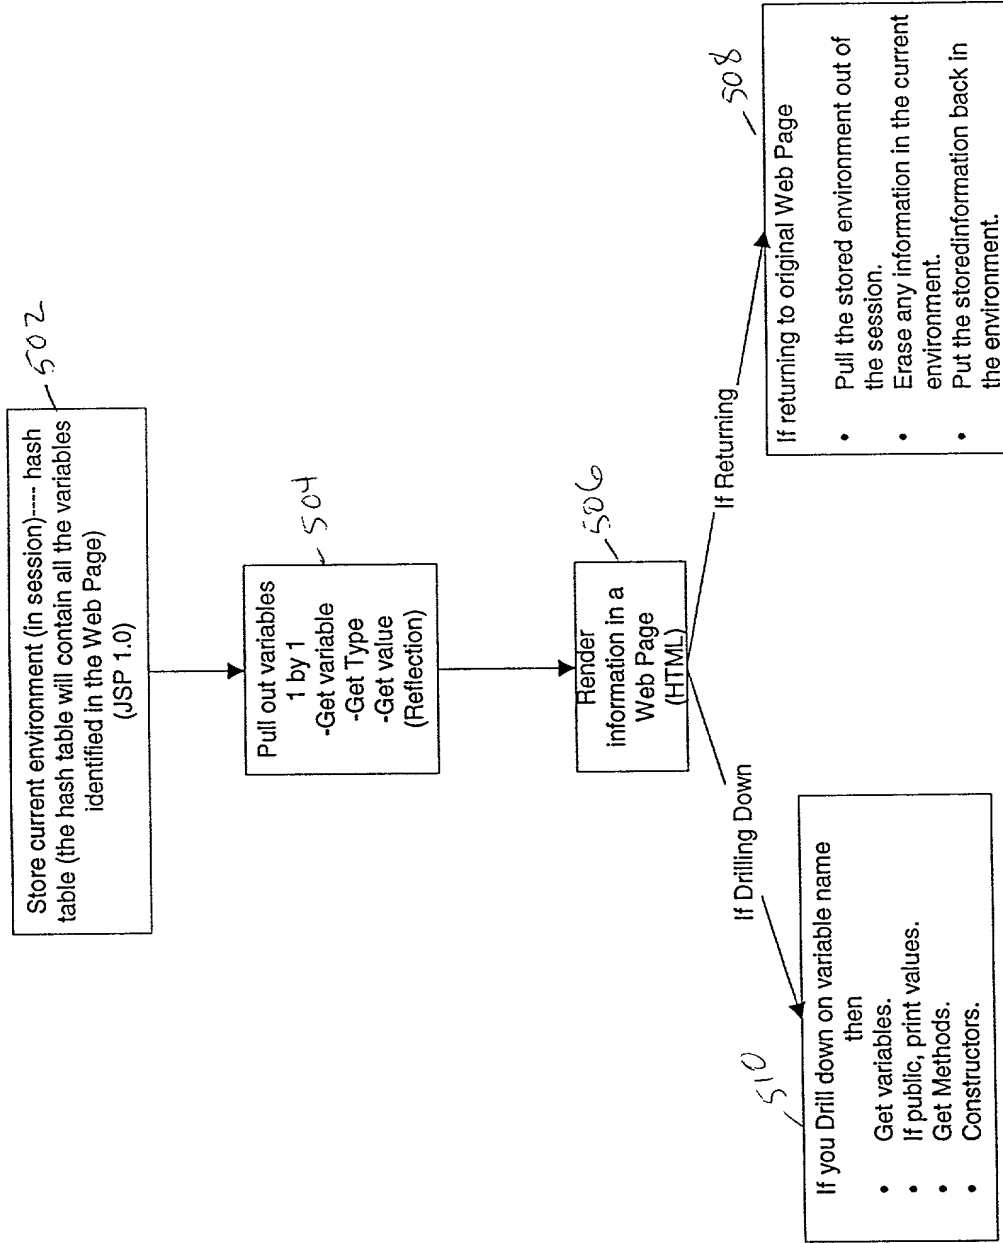 Store current environment (in session)---- hash
table (the hash table will contain all the variables
identified in the Web Page)
(JSP 1.0)
502
Pull out variables
1 by 1
-Get variable
-Get Type
-Get value
(Reflection)
504
Render
information in a
Web Page
(HTML)
506
If Drilling Down
If Returning
If you Drill down on variable name
then
• Get variables.
• If public, print values.
• Get Methods.
• Constructors.
510
If returning to original Web Page
• Pull the stored environment out of
the session.
• Erase any information in the current
environment.
• Put the storedinformation back in
the environment.
508